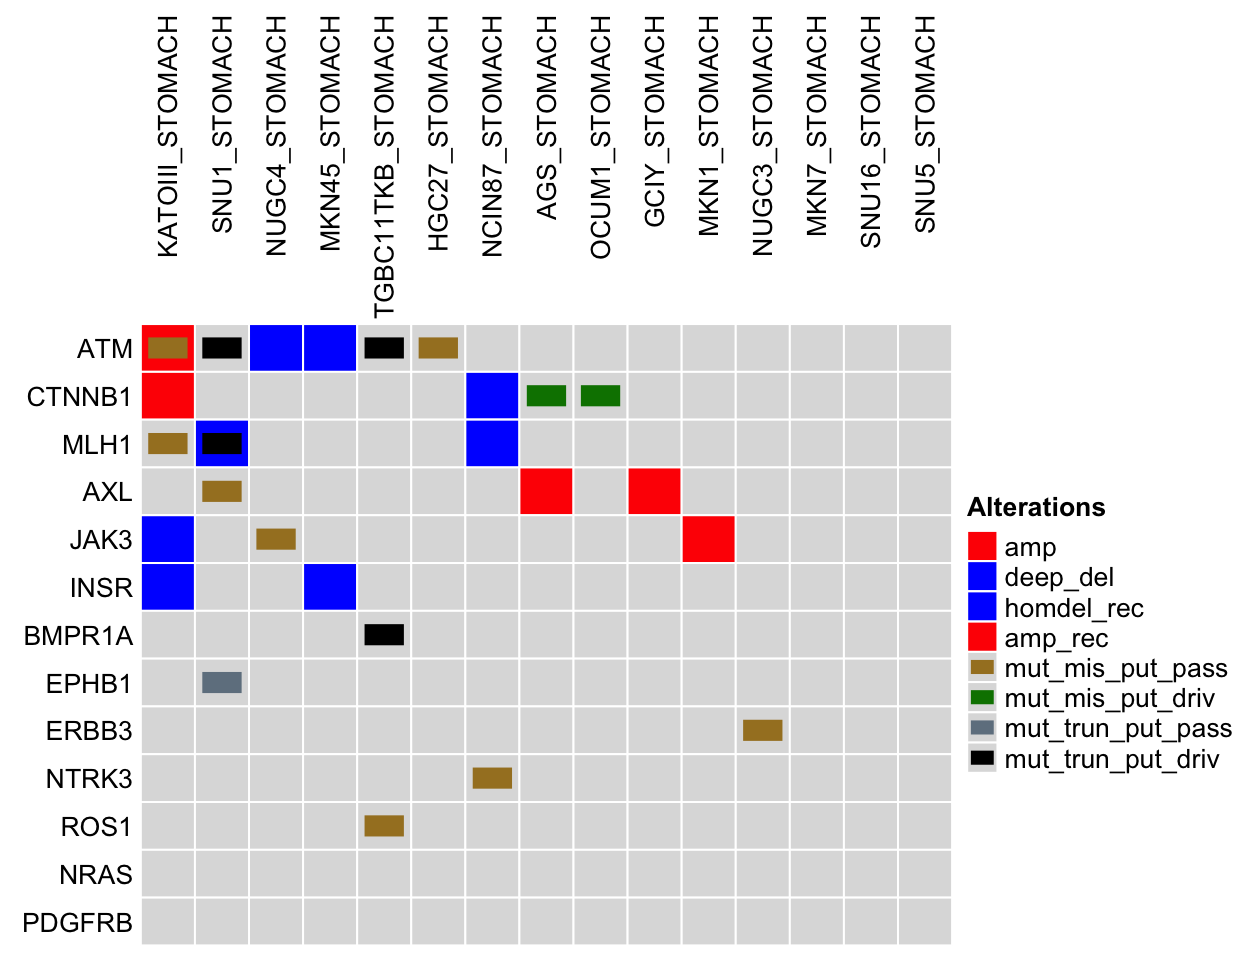 KATOIII_STOMACH
SNU1_STOMACH
NUGC4_STOMACH
MKN45_STOMACH
TGBC11TKB_STOMACH
HGC27_STOMACH
NCIN87_STOMACH
AGS_STOMACH
OCUM1_STOMACH
GCIY_STOMACH
MKN1_STOMACH
NUGC3_STOMACH
MKN7_STOMACH
SNU16_STOMACH
SNU5_STOMACH
ATM
CTNNB1
MLH1
AXL
JAK3
INSR
BMPR1A
EPHB1
ERBB3
NTRK3
ROS1
NRAS
PDGFRB
Alterations
amp
deep_del
homdel_rec
amp_rec
mut_mis_put_pass
mut_mis_put_driv
mut_trun_put_pass
mut_trun_put_driv